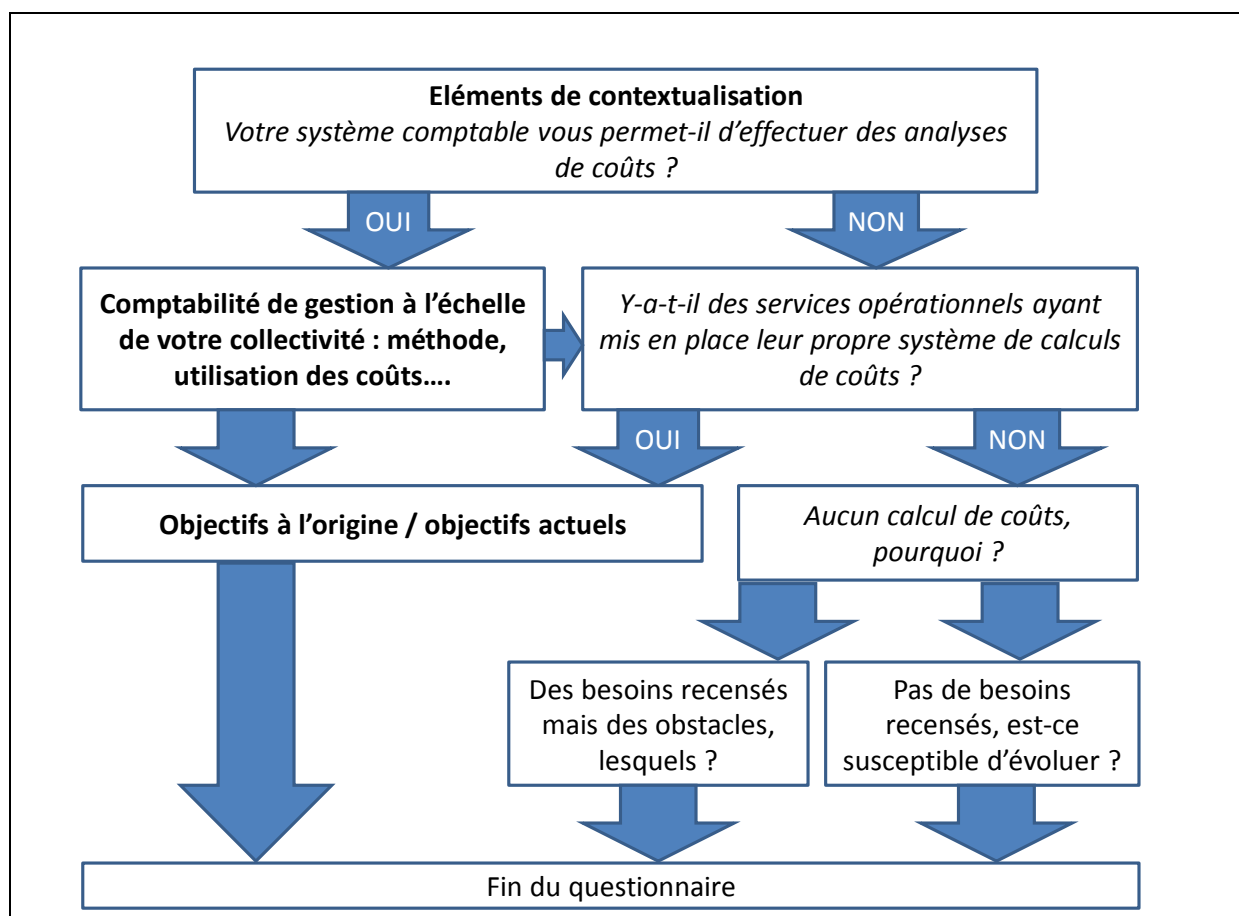 Eléments de contextualisation
Votre système comptable vous permet-il d'effectuer des analyses
de coûts ?
OUI
NON
Comptabilité de gestion à l'échelle
de votre collectivité : méthode,
utilisation des coûts….
Y-a-t-il des services opérationnels ayant
mis en place leur propre système de calculs
de coûts ?
OUI
NON
Objectifs à l'origine / objectifs actuels
Aucun calcul de coûts,
pourquoi ?
Des besoins recensés
mais des obstacles,
lesquels ?
Pas de besoins
recensés, est-ce
susceptible d'évoluer ?
Fin du questionnaire